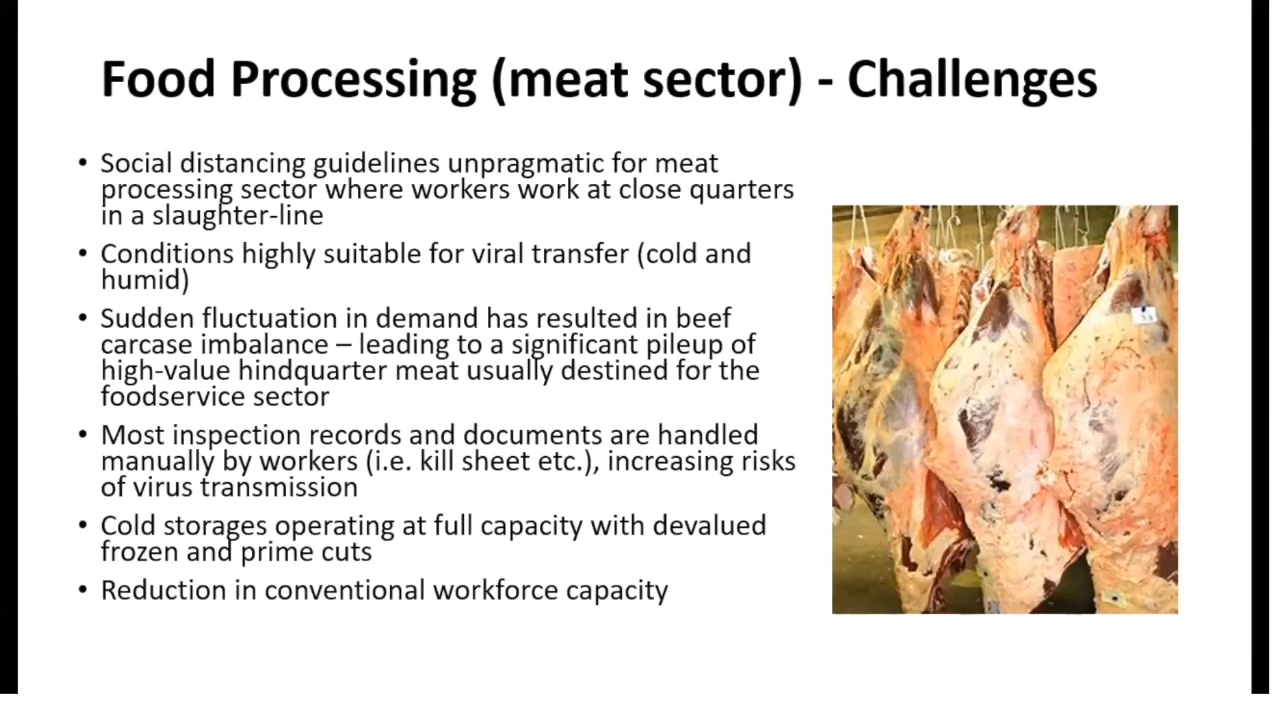 Food Processing (meat sector) - Challenges
• Social distancing guidelines unpragmatic for meat
processing sector where workers work at close quarters
in a slaughter-line
• Conditions highly suitable for viral transfer (cold and
humid)
• Sudden fluctuation in demand has resulted in beef
carcase imbalance – leading to a significant pileup of
high-value hindquarter meat usually destined for the
foodservice sector
• Most inspection records and documents are handled
manually by workers (i.e. kill sheet etc.), increasing risks
of virus transmission
• Cold storages operating at full capacity with devalued
frozen and prime cuts
• Reduction in conventional workforce capacity